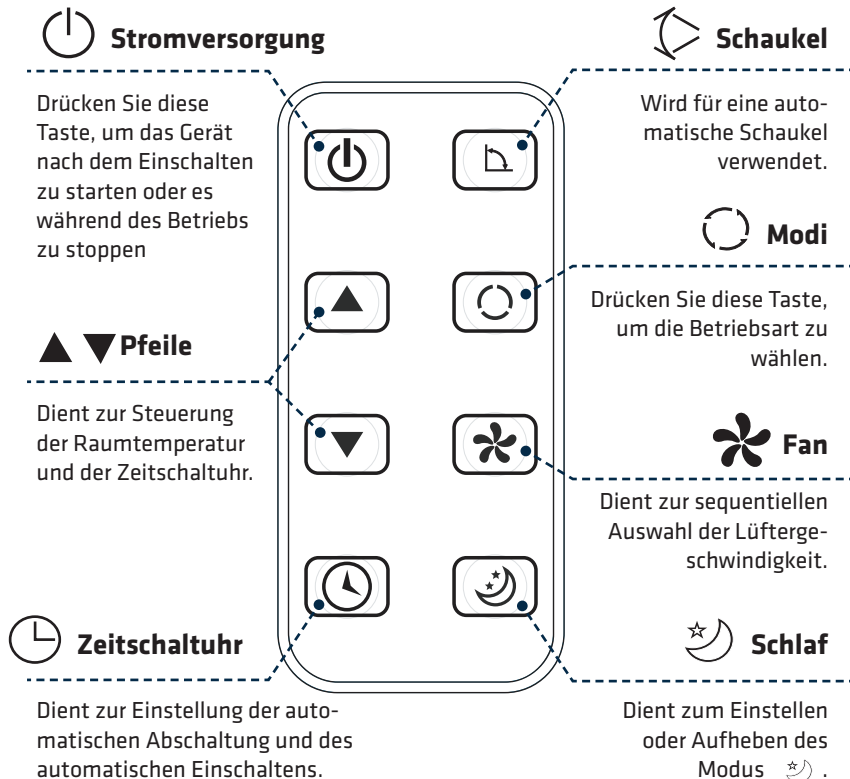 Stromversorgung
Drücken Sie diese
Taste, um das Gerät
nach dem Einschalten
zu starten oder es
während des Betriebs
zu stoppen
Pfeile
Dient zur Steuerung
der Raumtemperatur
und der Zeitschaltuhr.
Zeitschaltuhr
Dient zur Einstellung der auto-
matischen Abschaltung und des
automatischen Einschaltens.
Schaukel
Wird für eine auto-
matische Schaukel
verwendet.
Modi
Drücken Sie diese Taste,
um die Betriebsart zu
wählen.
Fan
Dient zur sequentiellen
Auswahl der Lüfterge-
schwindigkeit.
Schlaf
Dient zum Einstellen
oder Aufheben des
Modus .